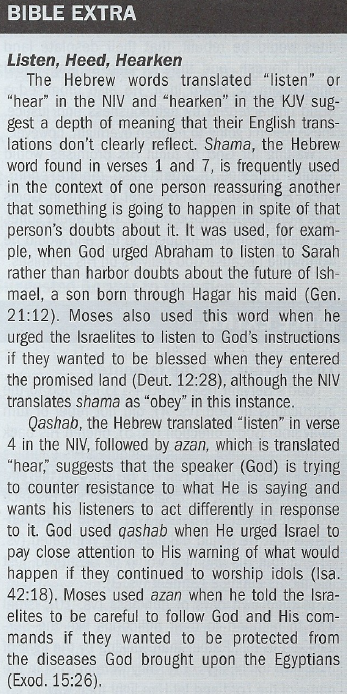 BIBLE EXTRA
Listen, Heed, Hearken
The Hebrew words translated “listen” or
“hear” in the NIV and “hearken” in the KJV sug-
gest a depth of meaning that their English trans-
lations don’t clearly reflect. Shama, the Hebrew
word found in verses 1 and 7, is frequently used
in the context of one person reassuring another
that something is going to happen in spite of that
person’s doubts about it. It was used, for exam-
ple, when God urged Abraham to listen to Sarah
rather than harbor doubts about the future of Ish-
mael, a son born through Hagar his maid (Gen.
21:12). Moses also used this word when he
urged the Israelites to listen to God’s instructions
if they wanted to be blessed when they entered
the promised land (Deut. 12:28), although the NIV
translates shama as “obey” in this instance.
Qashab, the Hebrew translated “listen” in verse
4 in the NIV, followed by azan, which is translated
“hear,” suggests that the speaker (God) is trying
to counter resistance to what He is saying and
wants his listeners to act differently in response
to it. God used qashab when He urged Israel to
pay close attention to His warning of what would
happen if they continued to worship idols (Isa.
42:18). Moses used azan when he told the Isra-
elites to be careful to follow God and His com-
mands if they wanted to be protected from
the diseases God brought upon the Egyptians
(Exod. 15:26).